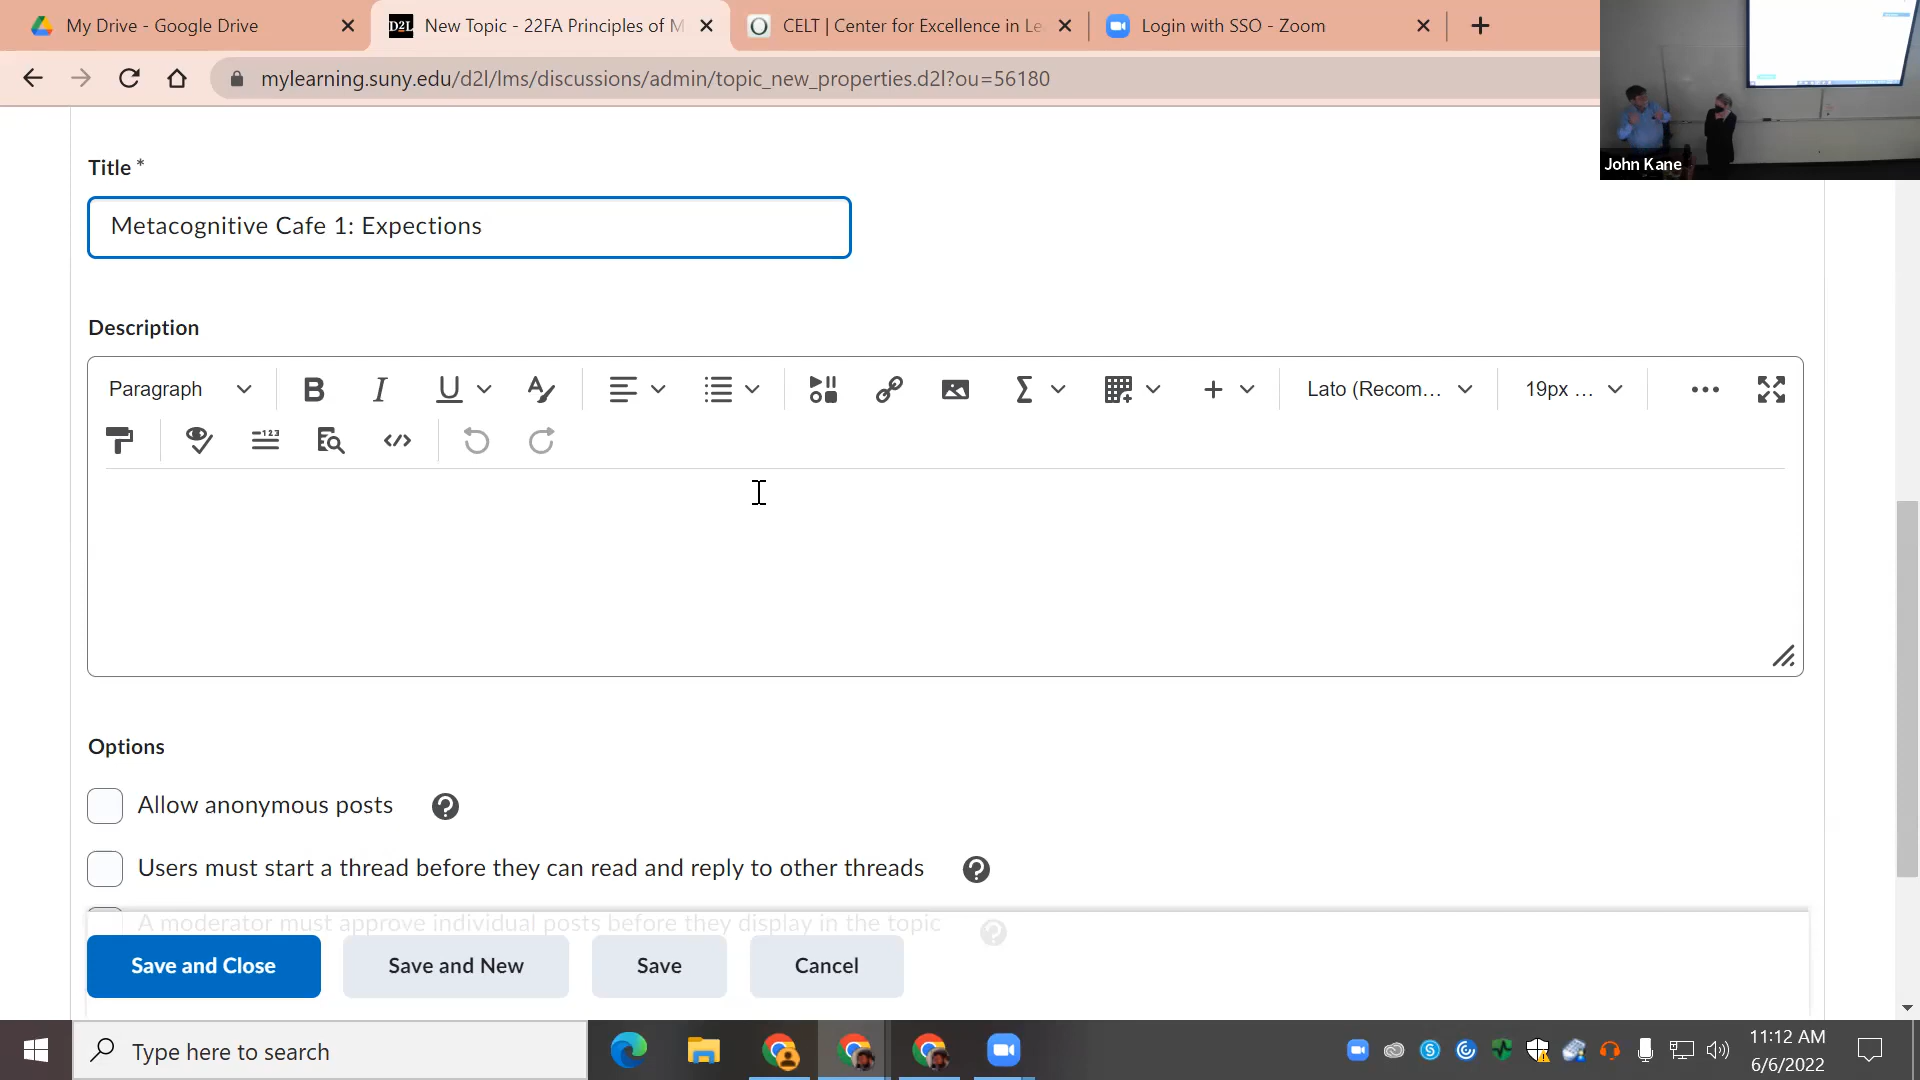 My Drive - Google Drive
D2L New Topic - 22FA Principles of M
CELT | Center for Excellence in Le
Login with SSO - Zoom
mylearning.suny.edu/d2l/lms/discussions/admin/topic_new_properties.d2l?ou=56180
John Kane
Title *
Metacognitive Cafe 1: Expections
Description
Paragraph
Lato (Recom...
19px ...
Options
Allow anonymous posts
Users must start a thread before they can read and reply to other threads
A moderator must approve individual posts before they display in the topic
Save and Close
Save and New
Save
Cancel
Type here to search
11:12 AM
6/6/2022